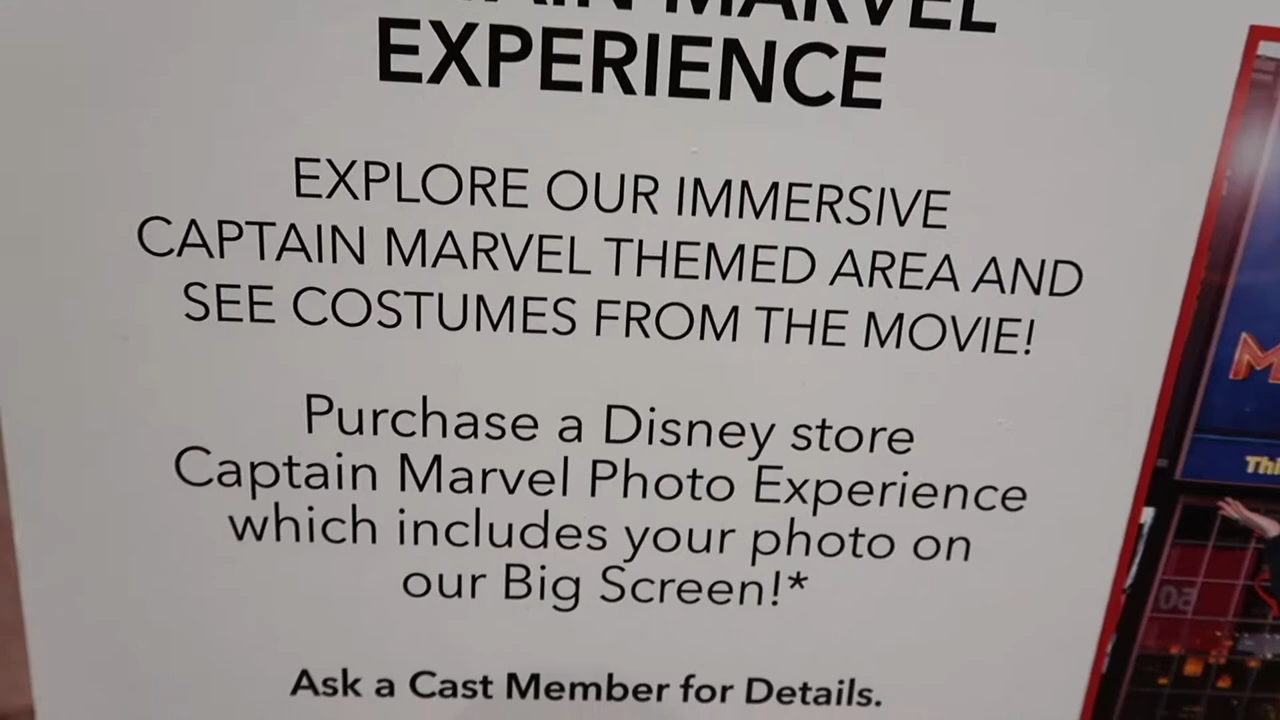 MARVEL
EXPERIENCE
EXPLORE OUR IMMERSIVE
CAPTAIN MARVEL THEMED AREA AND
SEE COSTUMES FROM THE MOVIE!
Purchase a Disney store
Captain Marvel Photo Experience
which includes your photo on
our Big Screen!*
Ask a Cast Member for Details.